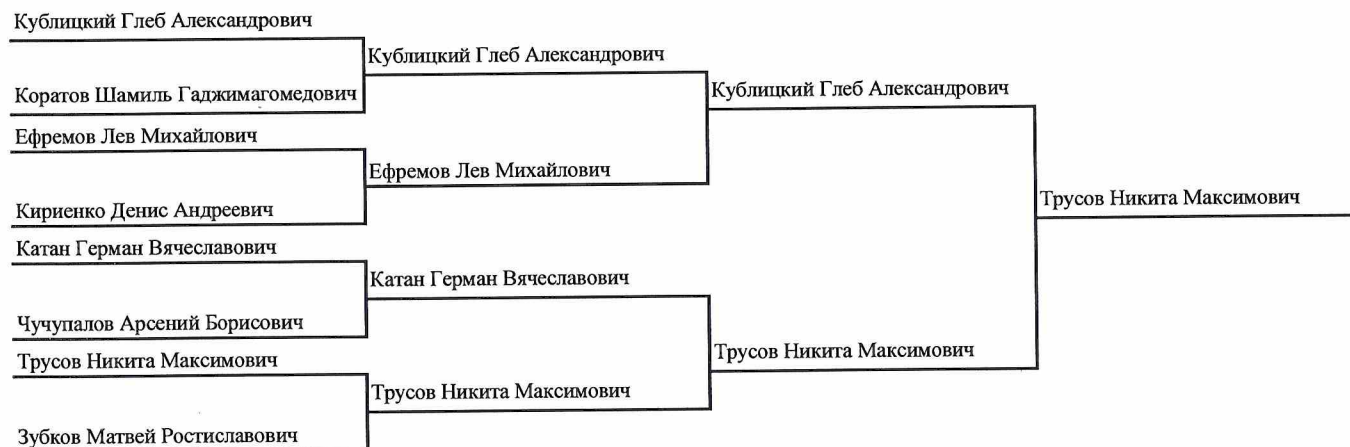 Кублицкий Глеб Александрович
Кублицкий Глеб Александрович
Коратов Шамиль Гаджимагомедович
Кублицкий Глеб Александрович
Ефремов Лев Михайлович
Ефремов Лев Михайлович
Кириенко Денис Андреевич
Трусов Никита Максимович
Катан Герман Вячеславович
Катан Герман Вячеславович
Чучупалов Арсений Борисович
Трусов Никита Максимович
Трусов Никита Максимович
Трусов Никита Максимович
Зубков Матвей Ростиславович